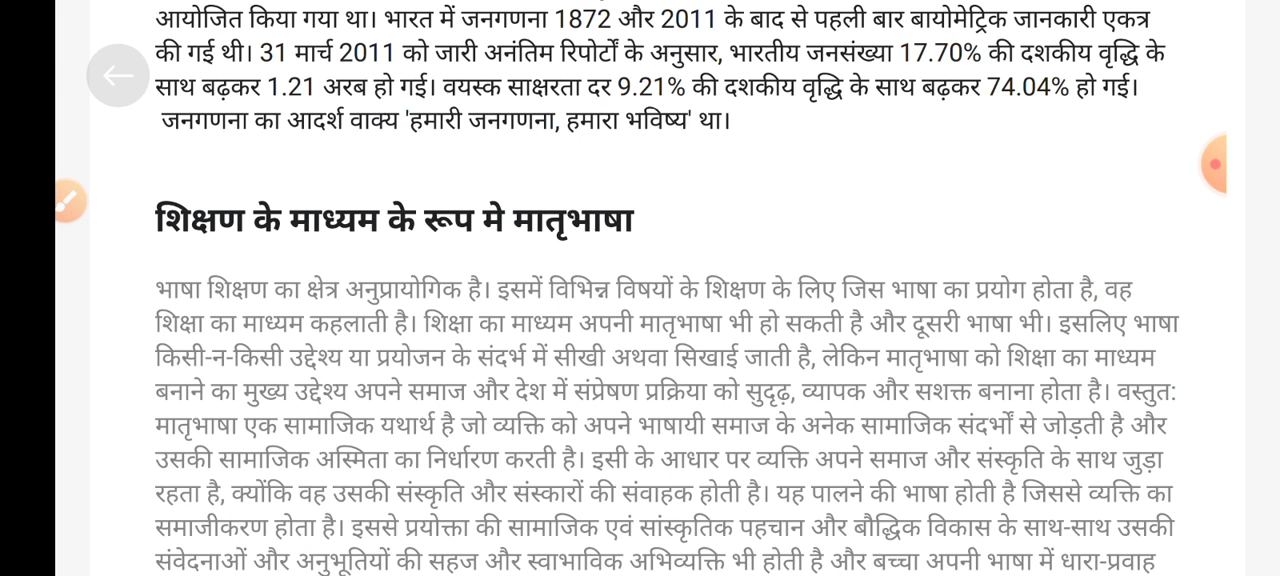 आयोजित किया गया था। भारत में जनगणना 1872 और 2011 के बाद से पहली बार बायोमेट्रिक जानकारी एकत्र
की गई थी। 31 मार्च 2011 को जारी अनंतिम रिपोर्टों के अनुसार, भारतीय जनसंख्या 17.70% की दशकीय वृद्धि के
साथ बढ़कर 1.21 अरब हो गई। वयस्क साक्षरता दर 9.21% की दशकीय वृद्धि के साथ बढ़कर 74.04% हो गई।
जनगणना का आदर्श वाक्य 'हमारी जनगणना, हमारा भविष्य' था।
शिक्षण के माध्यम के रूप मे मातृभाषा
भाषा शिक्षण का क्षेत्र अनुप्रायोगिक है। इसमें विभिन्न विषयों के शिक्षण के लिए जिस भाषा का प्रयोग होता है, वह
शिक्षा का माध्यम कहलाती है। शिक्षा का माध्यम अपनी मातृभाषा भी हो सकती है और दूसरी भाषा भी। इसलिए भाषा
किसी-न-किसी उद्देश्य या प्रयोजन के संदर्भ में सीखी अथवा सिखाई जाती है, लेकिन मातृभाषा को शिक्षा का माध्यम
बनाने का मुख्य उद्देश्य अपने समाज और देश में संप्रेषण प्रक्रिया को सुदृढ़, व्यापक और सशक्त बनाना होता है। वस्तुत:
मातृभाषा एक सामाजिक यथार्थ है जो व्यक्ति को अपने भाषायी समाज के अनेक सामाजिक संदर्भों से जोड़ती है और
उसकी सामाजिक अस्मिता का निर्धारण करती है। इसी के आधार पर व्यक्ति अपने समाज और संस्कृति के साथ जुड़ा
रहता है, क्योंकि वह उसकी संस्कृति और संस्कारों की संवाहक होती है। यह पालने की भाषा होती है जिससे व्यक्ति का
समाजीकरण होता है। इससे प्रयोक्ता की सामाजिक एवं सांस्कृतिक पहचान और बौद्धिक विकास के साथ-साथ उसकी
संवेदनाओं और अनुभूतियों की सहज और स्वाभाविक अभिव्यक्ति भी होती है और बच्चा अपनी भाषा में धारा-प्रवाह